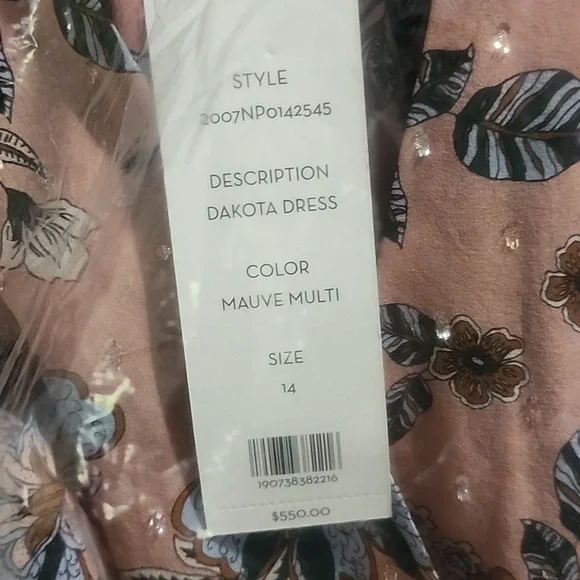 STYLE
2007NP0142545
DESCRIPTION
DAKOTA DRESS
COLOR
MAUVE MULTI
SIZE
14
190738382216
$550.00